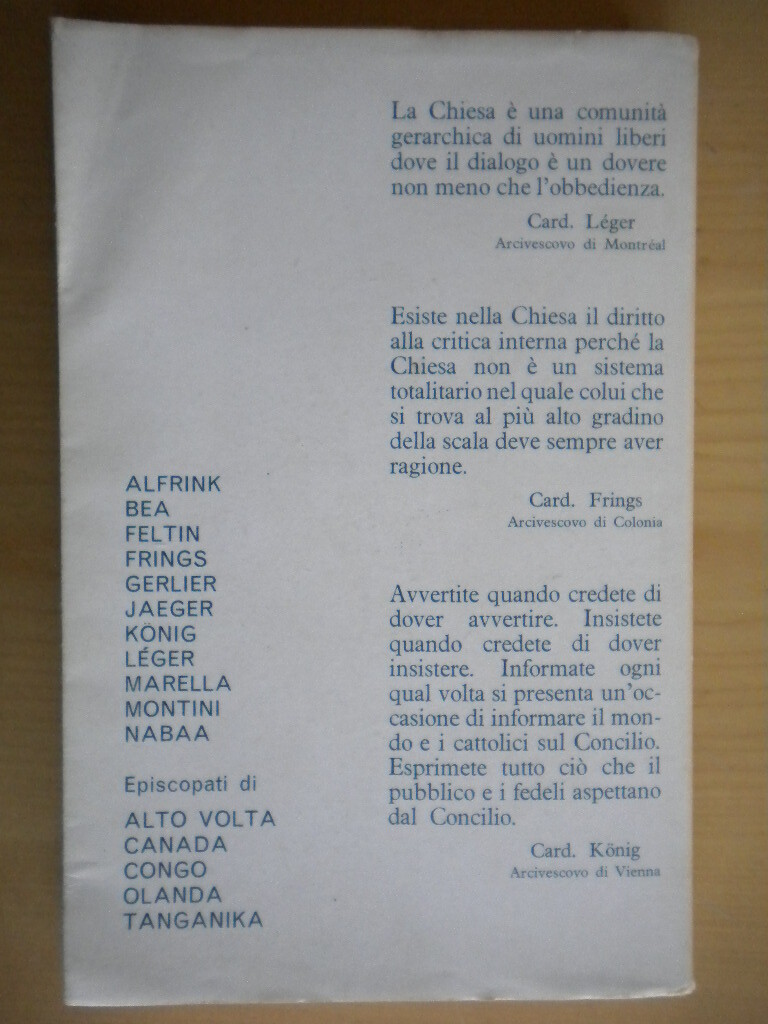 La Chiesa è una comunità
gerarchica di uomini liberi
dove il dialogo è un dovere
non meno che l'obbedienza.
Card. Léger
Arcivescovo di Montréal
Esiste nella Chiesa il diritto
alla critica interna perché la
Chiesa non è un sistema
totalitario nel quale colui che
si trova al più alto gradino
della scala deve sempre aver
ragione.
Card. Frings
Arcivescovo di Colonia
Avvertite quando credete di
dover avvertire. Insistete
quando credete di dover
insistere. Informate ogni
qual volta si presenta un'oc-
casione di informare il mon-
do e i cattolici sul Concilio.
Esprimete tutto ciò che il
pubblico e i fedeli aspettano
dal Concilio.
Card. König
Arcivescovo di Vienna
ALFRINK
BEA
FELTIN
FRINGS
GERLIER
JAEGER
KÖNIG
LÉGER
MARELLA
MONTINI
NABAA
Episcopati di
ALTO VOLTA
CANADA
CONGO
OLANDA
TANGANIKA